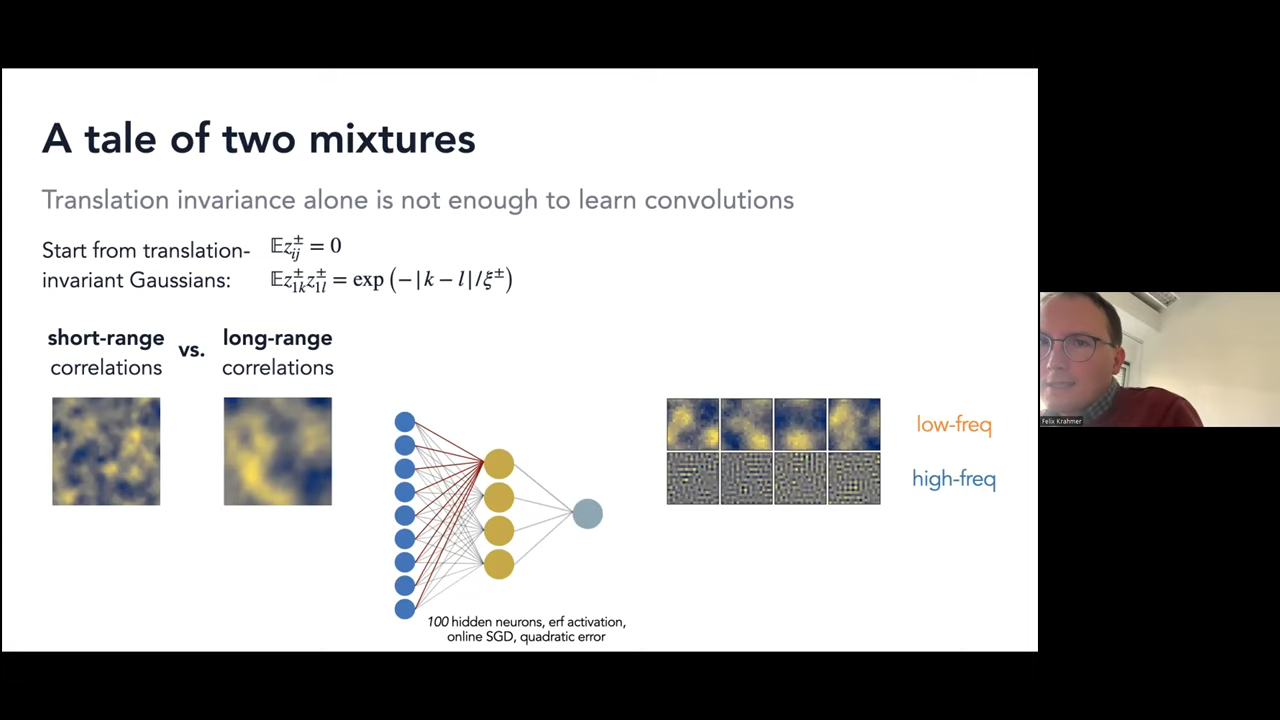 A tale of two mixtures
Translation invariance alone is not enough to learn convolutions
Start from translation-
invariant Gaussians:
𝔼z±ij = 0
𝔼z±1k z±1l = exp (−|k − l|/ξ±)
short-range vs. long-range
correlations correlations
low-freq
high-freq
100 hidden neurons, erf activation,
online SGD, quadratic error
Felix Krahmer